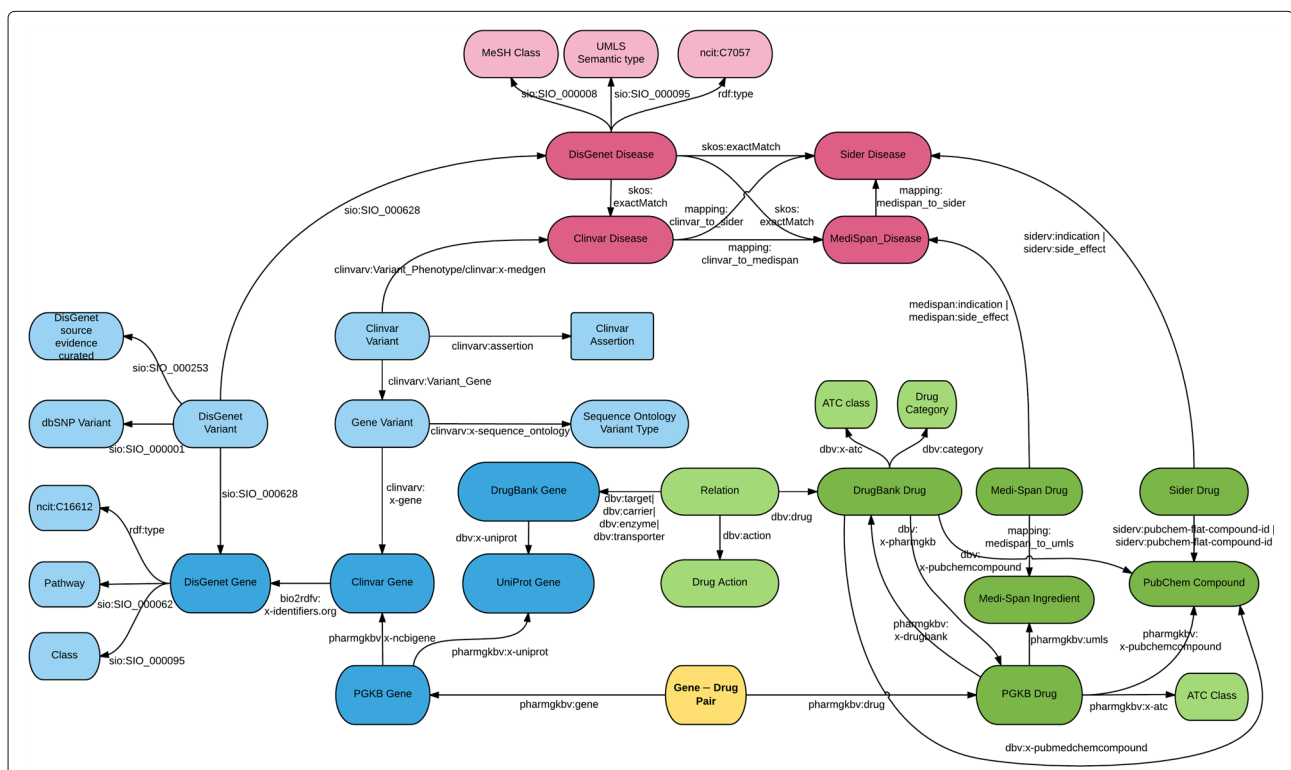 MeSH Class
UMLS
Semantic type
ncit:C7057
sio:SIO_000008
sio:SIO_000095
rdf:type
DisGenet Disease
skos:exactMatch
Sider Disease
skos:
exactMatch
mapping:
clinvar_to_sider
skos:
exactMatch
mapping:
medispan_to_sider
sio:SIO_000628
Clinvar Disease
MediSpan_Disease
mapping:
clinvar_to_medispan
siderv:indication |
siderv:side_effect
clinvarv:Variant_Phenotype/clinvar:x-medgen
medispan:indication |
medispan:side_effect
DisGenet
source
evidence
curated
Clinvar
Variant
clinvarv:assertion
Clinvar
Assertion
sio:SIO_000253
clinvarv:Variant_Gene
dbSNP Variant
DisGenet
Variant
Gene Variant
clinvarv:x-sequence_ontology
Sequence Ontology
Variant Type
ATC class
Drug
Category
sio:SIO_000001
dbv:x-atc
dbv:category
sio:SIO_000628
clinvarv:
x-gene
DrugBank Gene
dbv:target|
dbv:carrier|
dbv:enzyme|
dbv:transporter
Relation
dbv:drug
DrugBank Drug
Medi-Span Drug
Sider Drug
ncit:C16612
rdf:type
dbv:x-uniprot
dbv:action
dbv:
x-pharmgkb
dbv:
x-pubchemcompound
mapping:
medispan_to_umls
siderv:pubchem-flat-compound-id |
siderv:pubchem-flat-compound-id
Pathway
DisGenet Gene
Clinvar Gene
UniProt Gene
Drug Action
PubChem Compound
Medi-Span Ingredient
sio:SIO_000062
bio2rdfv:
x-identifiers.org
Class
sio:SIO_000095
pharmgkbv:x-ncbigene
pharmgkbv:x-uniprot
pharmgkbv:
x-drugbank
pharmgkbv:umls
pharmgkbv:
x-pubchemcompound
PGKB Gene
pharmgkbv:gene
Gene – Drug
Pair
pharmgkbv:drug
PGKB Drug
pharmgkbv:x-atc
ATC Class
dbv:x-pubmedchemcompound